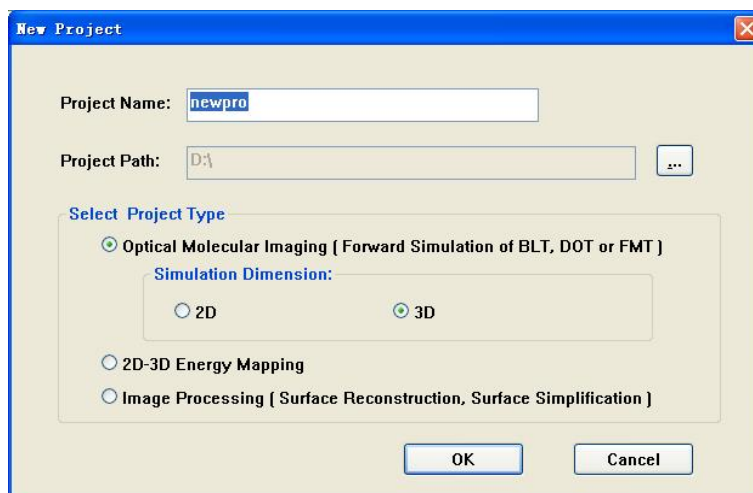 New Project
Project Name: newpro
Project Path: D:\ ...
Select Project Type
Optical Molecular Imaging ( Forward Simulation of BLT, DOT or FMT )
Simulation Dimension:
2D 3D
2D-3D Energy Mapping
Image Processing ( Surface Reconstruction, Surface Simplification )
OK Cancel